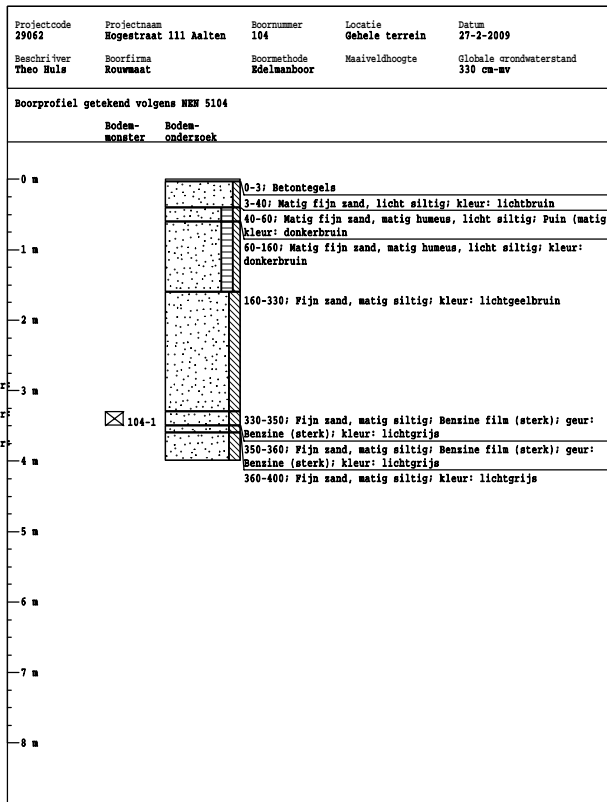 Projectcode Projectnaam Boornummer Locatie Datum
29062 Hogestraat 111 Aalten 104 Gehele terrein 27-2-2009
Beschrijver Boorfirma Boormethode Maaiveldhoogte Globale grondwaterstand
Theo Huls Rouwmaat Edelmanboor 330 cm-mv
Boorprofiel getekend volgens NEN 5104
Bodem- Bodem-
monster onderzoek
0 m
0-3; Betontegels
3-40; Matig fijn zand, licht siltig; kleur: lichtbruin
40-60; Matig fijn zand, matig humeus, licht siltig; Puin (matig
kleur: donkerbruin
1 m
60-160; Matig fijn zand, matig humeus, licht siltig; kleur:
donkerbruin
160-330; Fijn zand, matig siltig; kleur: lichtgeelbruin
2 m
3 m
104-1
330-350; Fijn zand, matig siltig; Benzine film (sterk); geur:
Benzine (sterk); kleur: lichtgrijs
350-360; Fijn zand, matig siltig; Benzine film (sterk); geur:
Benzine (sterk); kleur: lichtgrijs
4 m
360-400; Fijn zand, matig siltig; kleur: lichtgrijs
5 m
6 m
7 m
8 m